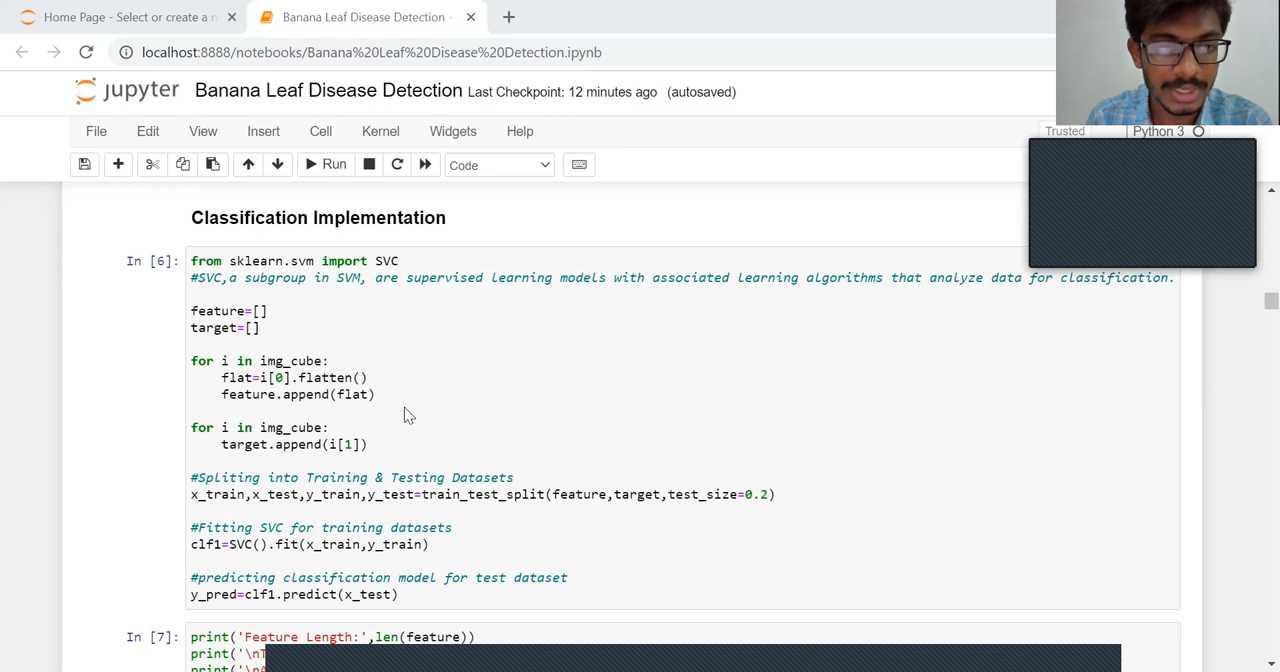 Home Page - Select or create a n
Banana Leaf Disease Detection -
localhost:8888/notebooks/Banana%20Leaf%20Disease%20Detection.ipynb
jupyter Banana Leaf Disease Detection Last Checkpoint: 12 minutes ago (autosaved)
File Edit View Insert Cell Kernel Widgets Help
Trusted Python 3
Run Code
Classification Implementation
In [6]: from sklearn.svm import SVC
#SVC,a subgroup in SVM, are supervised learning models with associated learning algorithms that analyze data for classification.
feature=[]
target=[]
for i in img_cube:
flat=i[0].flatten()
feature.append(flat)
for i in img_cube:
target.append(i[1])
#Spliting into Training & Testing Datasets
x_train,x_test,y_train,y_test=train_test_split(feature,target,test_size=0.2)
#Fitting SVC for training datasets
clf1=SVC().fit(x_train,y_train)
#predicting classification model for test dataset
y_pred=clf1.predict(x_test)
In [7]: print('Feature Length:',len(feature))
print('\nT